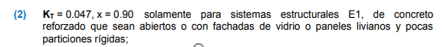 (2) K_T = 0.047, x = 0.90 solamente para sistemas estructurales E1, de concreto
reforzado que sean abiertos o con fachadas de vidrio o paneles livianos y pocas
particiones rígidas;